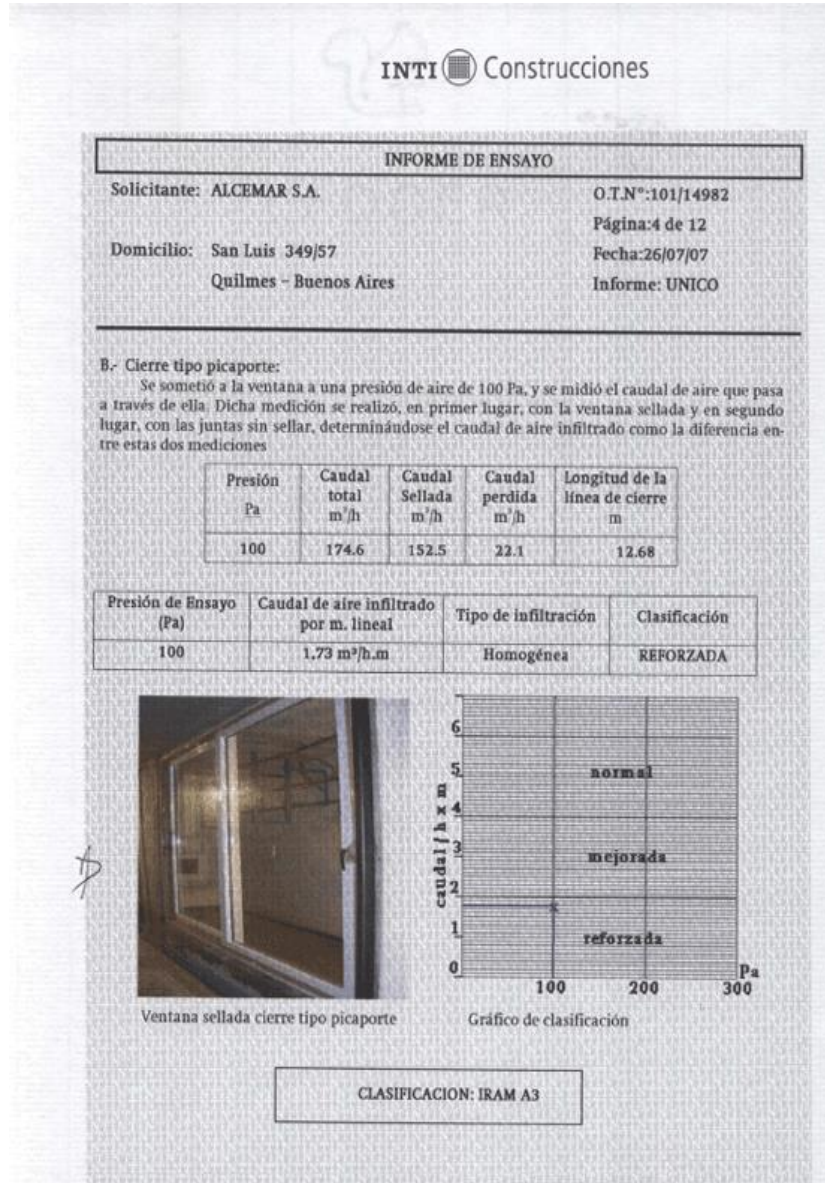 INTI Construcciones
INFORME DE ENSAYO
Solicitante: ALCEMAR S.A.
O.T.N°:101/14982
Página:4 de 12
Domicilio: San Luis 349/57
Fecha:26/07/07
Quilmes - Buenos Aires
Informe: UNICO
B.- Cierre tipo picaporte:
Se sometió a la ventana a una presión de aire de 100 Pa, y se midió el caudal de aire que pasa
a través de ella. Dicha medición se realizó, en primer lugar, con la ventana sellada y en segundo
lugar, con las juntas sin sellar, determinándose el caudal de aire infiltrado como la diferencia en-
tre estas dos mediciones
Presión Caudal Caudal Caudal Longitud de la
total Sellada perdida línea de cierre
Pa m³/h m³/h m³/h m
100 174.6 152.5 22.1 12.68
Presión de Ensayo Caudal de aire infiltrado Tipo de infiltración Clasificación
(Pa) por m. lineal
100 1,73 m³/h.m Homogénea REFORZADA
6
5 normal
4
3 mejorada
2
1 reforzada
0
caudal / h x m
Pa
100 200 300
Ventana sellada cierre tipo picaporte
Gráfico de clasificación
CLASIFICACION: IRAM A3